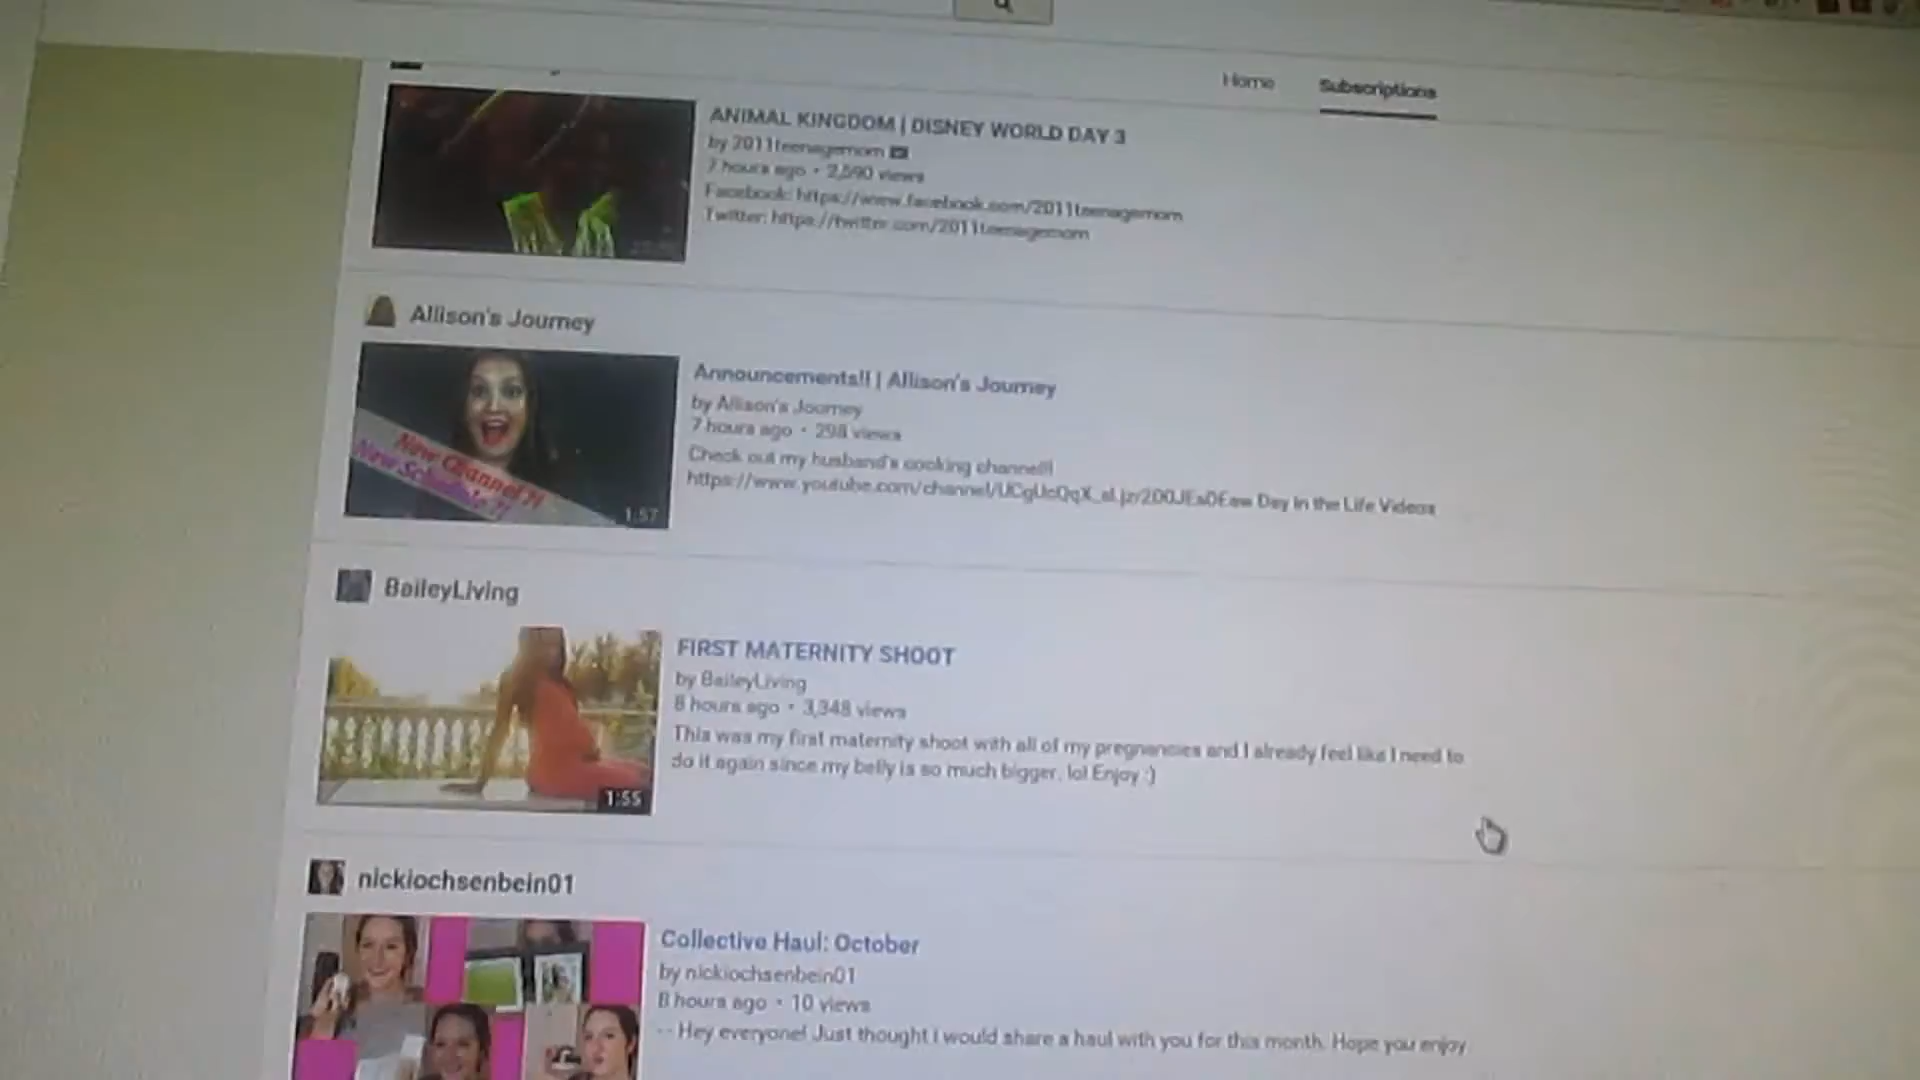 Home Subscriptions
ANIMAL KINGDOM | DISNEY WORLD DAY 3
by 2011teenagemom
7 hours ago • 2,590 views
Facebook: https://www.facebook.com/2011teenagemom
Twitter: https://twitter.com/2011teenagemom
Allison's Journey
New Channel?!
New Schedule?!
1:57
Announcements!! | Allison's Journey
by Allison's Journey
7 hours ago • 298 views
Check out my husband's cooking channel!!
Day in the Life Videos
BaileyLiving
1:55
FIRST MATERNITY SHOOT
by BaileyLiving
8 hours ago • 3,348 views
This was my first maternity shoot with all of my pregnancies and I already feel like I need to
do it again since my belly is so much bigger, lol Enjoy :)
nickiochsenbein01
Collective Haul: October
by nickiochsenbein01
8 hours ago • 10 views
-- Hey everyone! Just thought I would share a haul with you for this month. Hope you enjoy